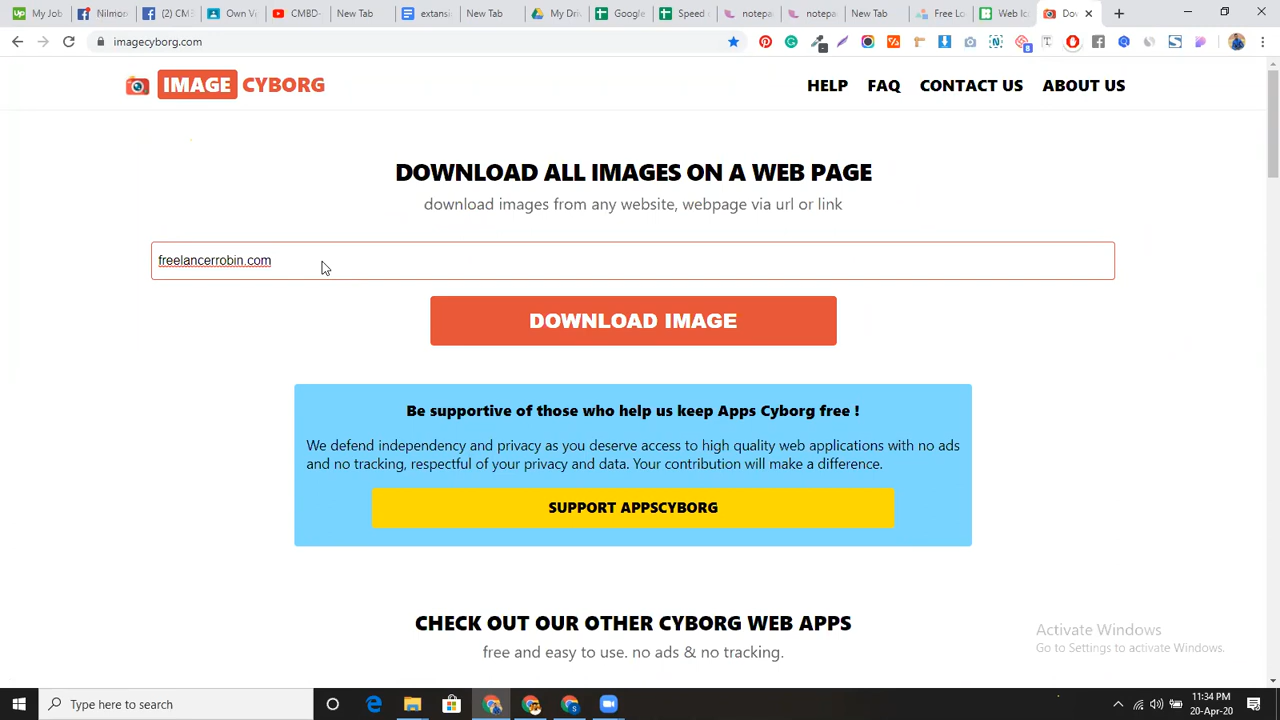 My Job
Nilmon
(2) CM
Own V
CMBD-
New Ta
extansi
New Tab
My Dri
Google
Speed
notepa
notepa
New Tab
Free Lo
Web Ic
Do
imagecyborg.com
IMAGE CYBORG
HELP FAQ CONTACT US ABOUT US
DOWNLOAD ALL IMAGES ON A WEB PAGE
download images from any website, webpage via url or link
freelancerrobin.com
DOWNLOAD IMAGE
Be supportive of those who help us keep Apps Cyborg free !
We defend independency and privacy as you deserve access to high quality web applications with no ads
and no tracking, respectful of your privacy and data. Your contribution will make a difference.
SUPPORT APPSCYBORG
CHECK OUT OUR OTHER CYBORG WEB APPS
free and easy to use. no ads & no tracking.
Activate Windows
Go to Settings to activate Windows.
Type here to search
11:34 PM
20-Apr-20